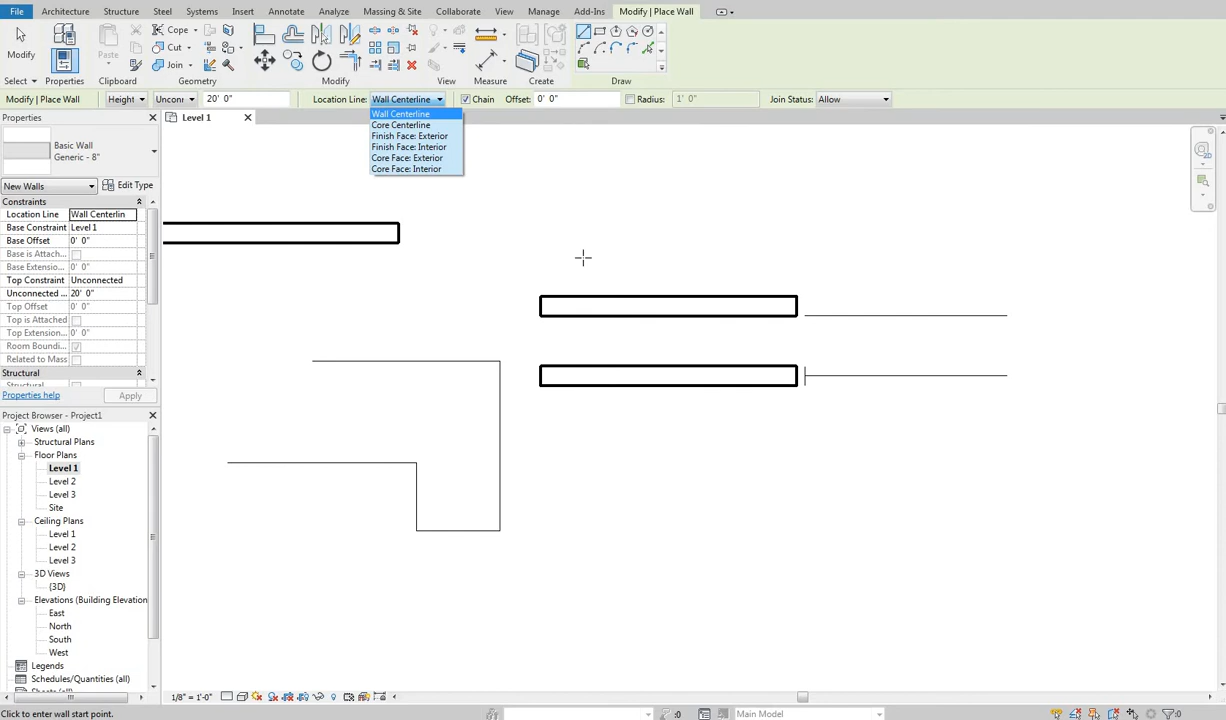 File Architecture Structure Steel Systems Insert Annotate Analyze Massing & Site Collaborate View Manage Add-Ins Modify | Place Wall
Modify Paste Cope Cut Join
Select Properties Clipboard Geometry Modify View Measure Create Draw
Modify | Place Wall Height Uncon 20' 0" Location Line: Wall Centerline Chain Offset: 0' 0" Radius: 1' 0" Join Status: Allow
Wall Centerline
Core Centerline
Finish Face: Exterior
Finish Face: Interior
Core Face: Exterior
Core Face: Interior
Properties
Level 1
Basic Wall
Generic - 8"
New Walls Edit Type
Constraints
Location Line Wall Centerlin
Base Constraint Level 1
Base Offset 0' 0"
Base is Attach...
Base Extensio... 0' 0"
Top Constraint Unconnected
Unconnected ... 20' 0"
Top Offset 0' 0"
Top is Attached
Top Extension... 0' 0"
Room Boundi...
Related to Mass
Structural
Properties help Apply
Project Browser - Project1
Views (all)
Structural Plans
Floor Plans
Level 1
Level 2
Level 3
Site
Ceiling Plans
Level 1
Level 2
Level 3
3D Views
{3D}
Elevations (Building Elevation
East
North
South
West
Legends
Schedules/Quantities (all)
Sheets (all)
1/8" = 1'-0"
Click to enter wall start point.
:0 Main Model :0